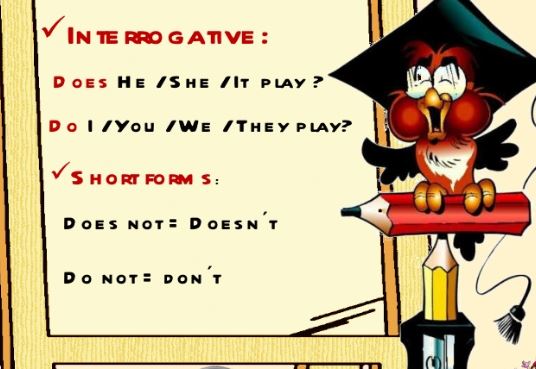 ✓Interrogative:
Does He /She /It play?
Do I /You /We /They play?
✓Short forms:
Does not= Doesn´t
Do not= don´t